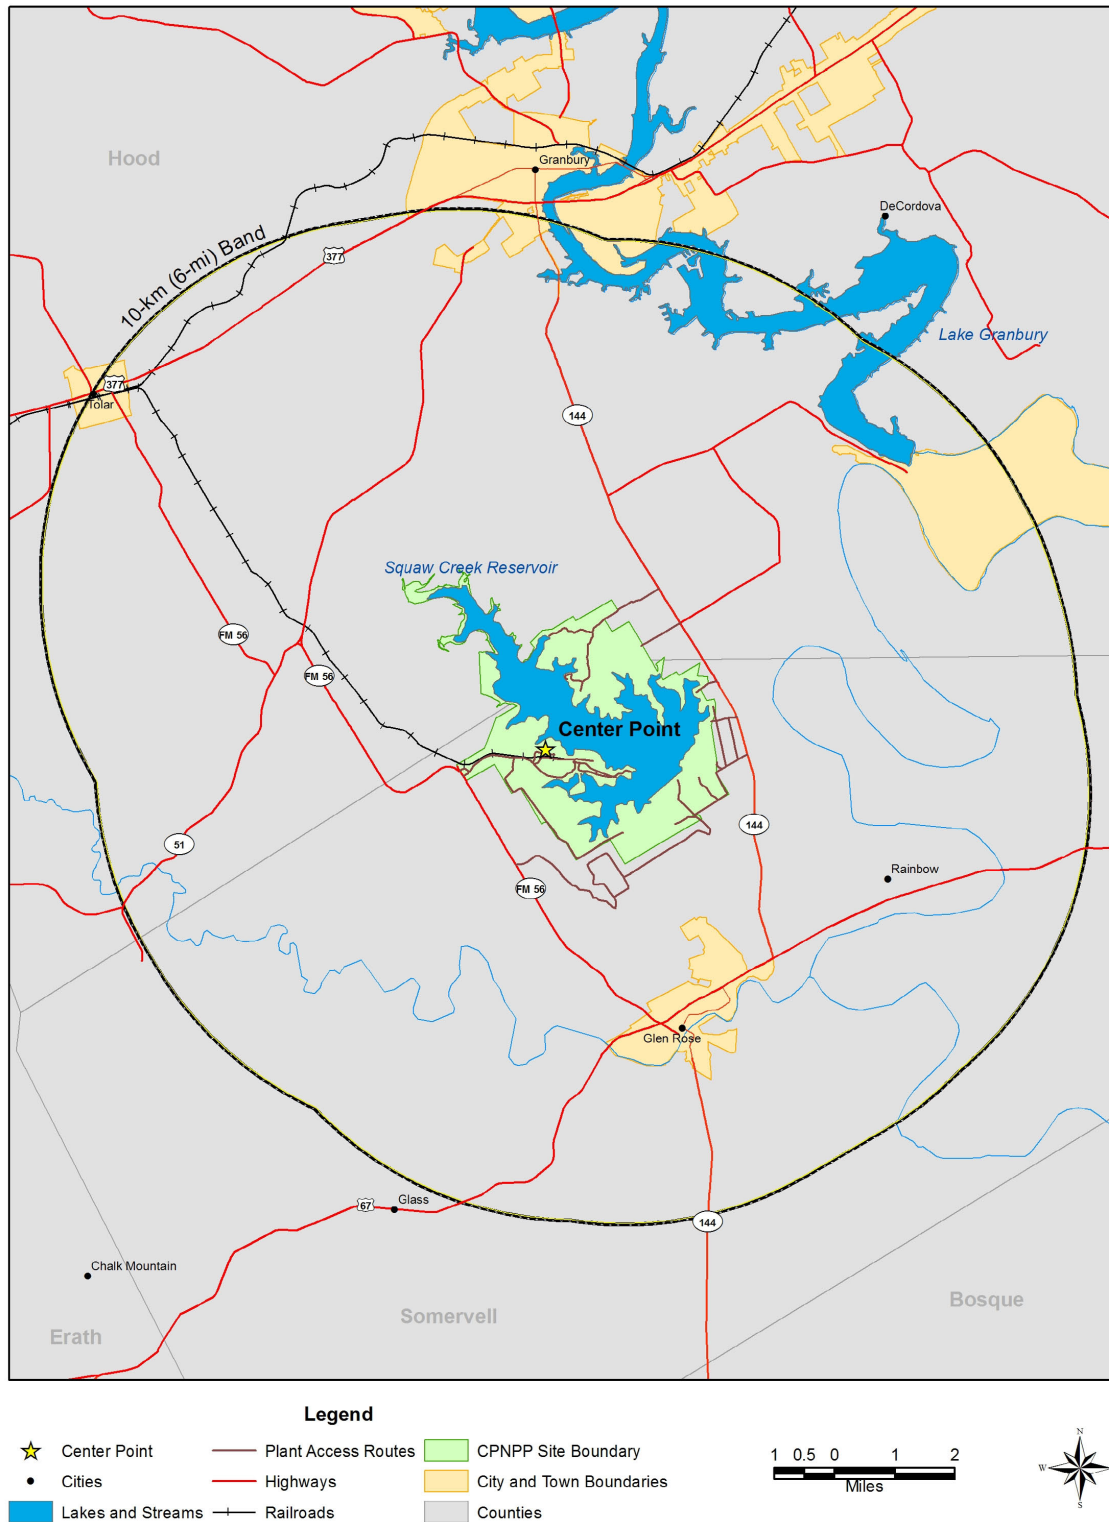 Hood
Granbury
DeCordova
10-km (6-mi) Band
377
Lake Granbury
377
Tolar
144
Squaw Creek Reservoir
FM 56
FM 56
Center Point
144
51
Rainbow
FM 56
Glen Rose
Glass
67
144
Chalk Mountain
Bosque
Somervell
Erath
Legend
Center Point
Plant Access Routes
CPNPP Site Boundary
Cities
Highways
City and Town Boundaries
Lakes and Streams
Railroads
Counties
1 0.5 0 1 2
Miles
N
W
E
S